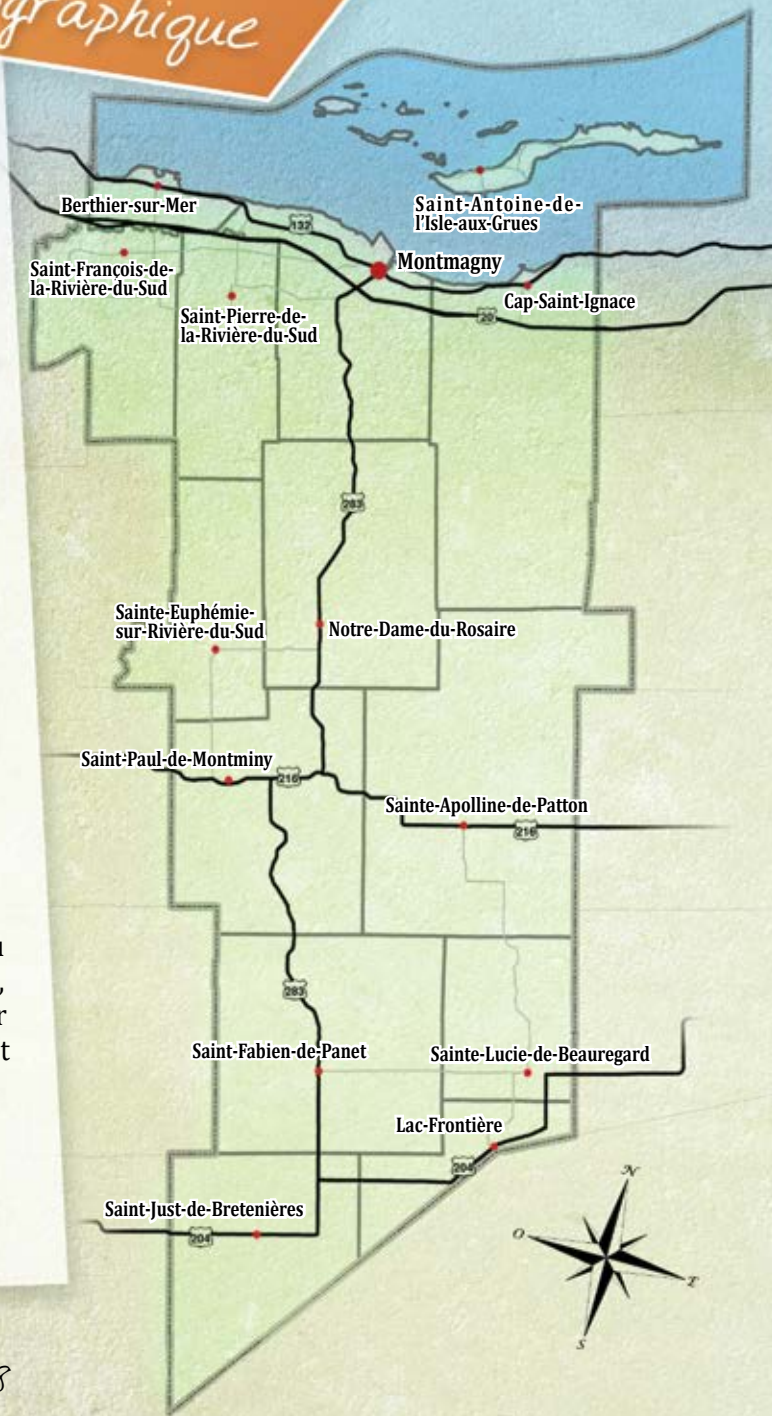 graphique
Berthier-sur-Mer
Saint-Antoine-de-
l'Isle-aux-Grues
132
Saint-François-de-
la-Rivière-du-Sud
Montmagny
Saint-Pierre-de-
la-Rivière-du-Sud
Cap-Saint-Ignace
20
283
Sainte-Euphémie-
sur-Rivière-du-Sud
Notre-Dame-du-Rosaire
Saint-Paul-de-Montminy
216
Sainte-Apolline-de-Patton
216
283
Saint-Fabien-de-Panet
Sainte-Lucie-de-Beauregard
Lac-Frontière
204
Saint-Just-de-Bretenières
204
N
O
T
S